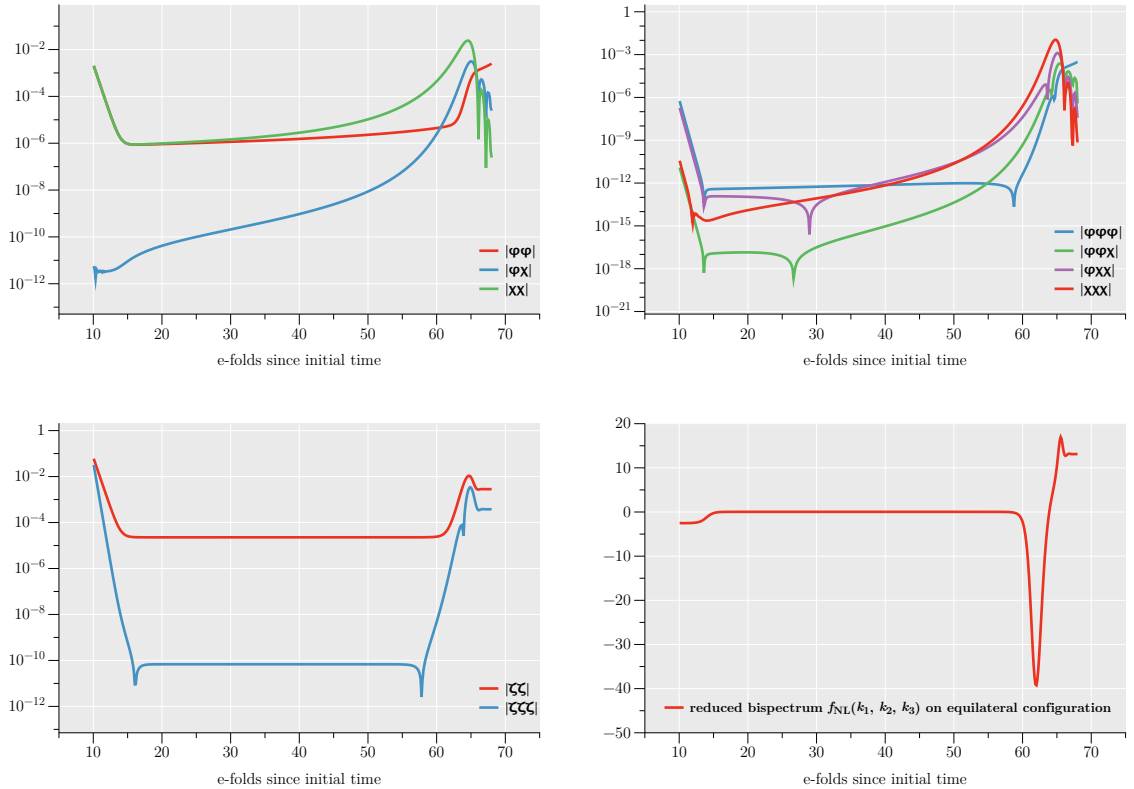 10⁻²
10⁻⁴
10⁻⁶
10⁻⁸
10⁻¹⁰
10⁻¹²
|φφ|
|φχ|
|χχ|
10 20 30 40 50 60 70
e-folds since initial time
1
10⁻³
10⁻⁶
10⁻⁹
10⁻¹²
10⁻¹⁵
10⁻¹⁸
10⁻²¹
|φφφ|
|φφχ|
|φχχ|
|χχχ|
10 20 30 40 50 60 70
e-folds since initial time
1
10⁻²
10⁻⁴
10⁻⁶
10⁻⁸
10⁻¹⁰
10⁻¹²
|ζζ|
|ζζζ|
10 20 30 40 50 60 70
e-folds since initial time
20
10
0
−10
−20
−30
−40
−50
reduced bispectrum f_NL(k₁, k₂, k₃) on equilateral configuration
10 20 30 40 50 60 70
e-folds since initial time